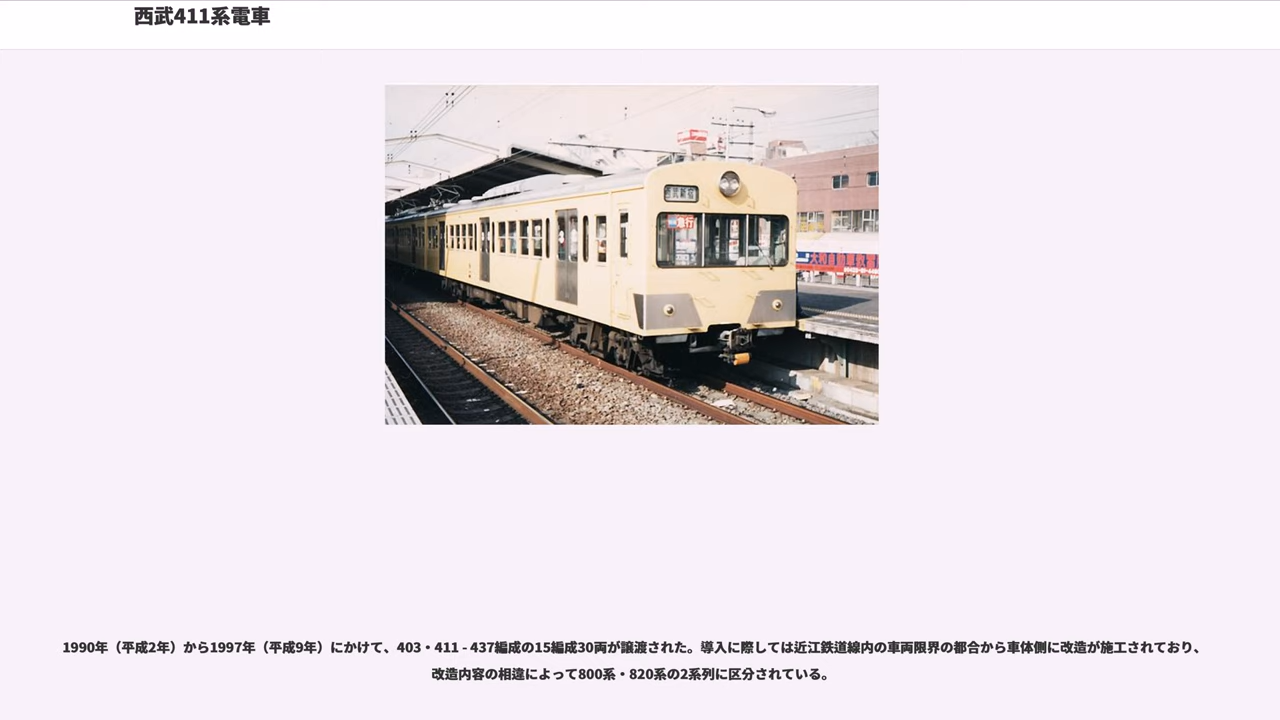 西武411系電車
西武新宿
急行
1990年（平成2年）から1997年（平成9年）にかけて、403・411 - 437編成の15編成30両が譲渡された。導入に際しては近江鉄道線内の車両限界の都合から車体側に改造が施工されており、
改造内容の相違によって800系・820系の2系列に区分されている。